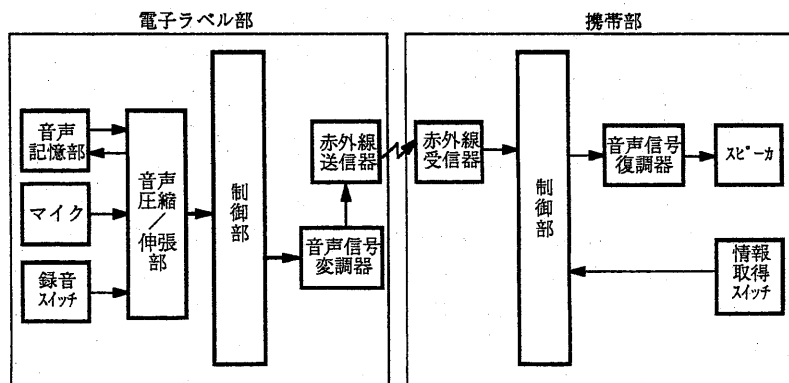 電子ラベル部
携帯部
音声
記憶部
マイク
録音
スイッチ
音声
圧縮
／
伸張
部
制御部
赤外線
送信器
音声信号
変調器
赤外線
受信器
制御部
音声信号
復調器
スピーカ
情報
取得
スイッチ